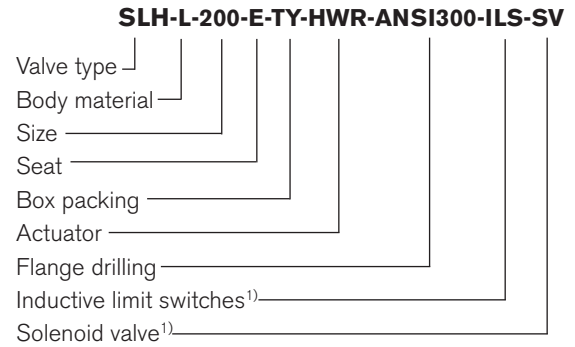 SLH-L-200-E-TY-HWR-ANSI300-ILS-SV
Valve type
Body material
Size
Seat
Box packing
Actuator
Flange drilling
Inductive limit switches1)
Solenoid valve1)